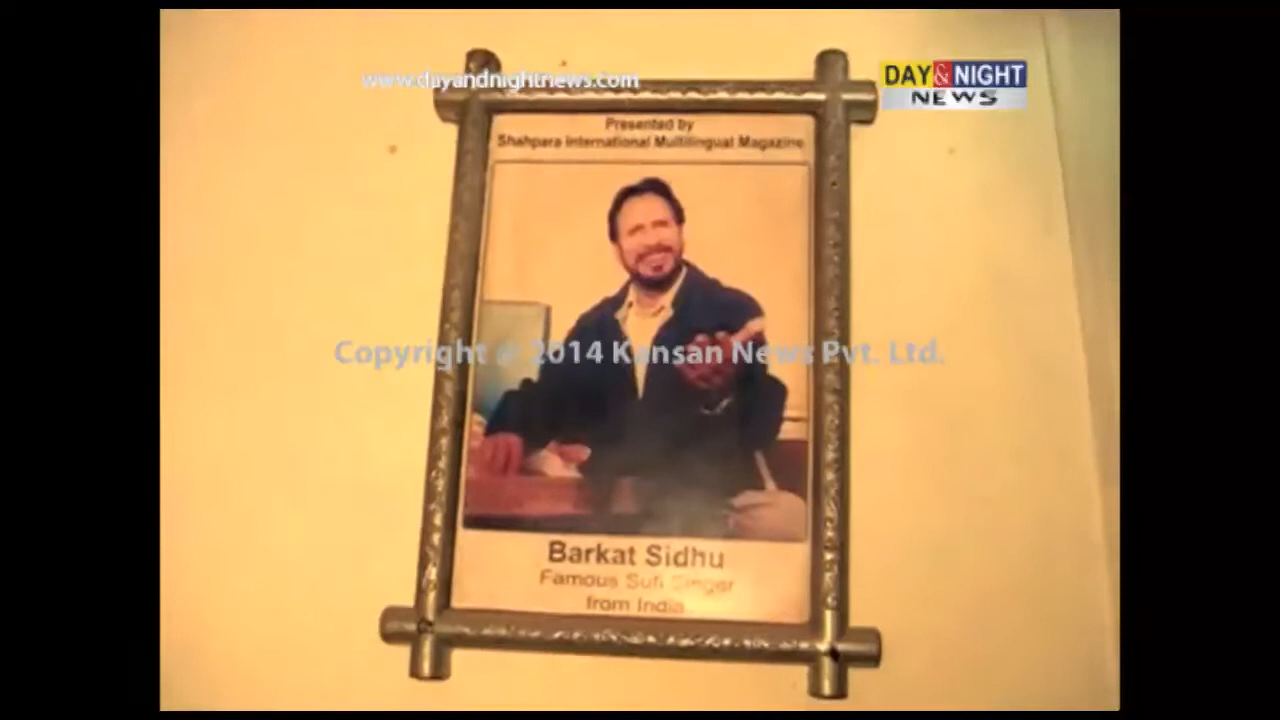 www.dayandnightnews.com
DAY&NIGHT
NEWS
Presented by
Shahpara International Multilingual Magazine
Copyright @ 2014 Kansan News Pvt. Ltd.
Barkat Sidhu
Famous Sufi Singer
from India